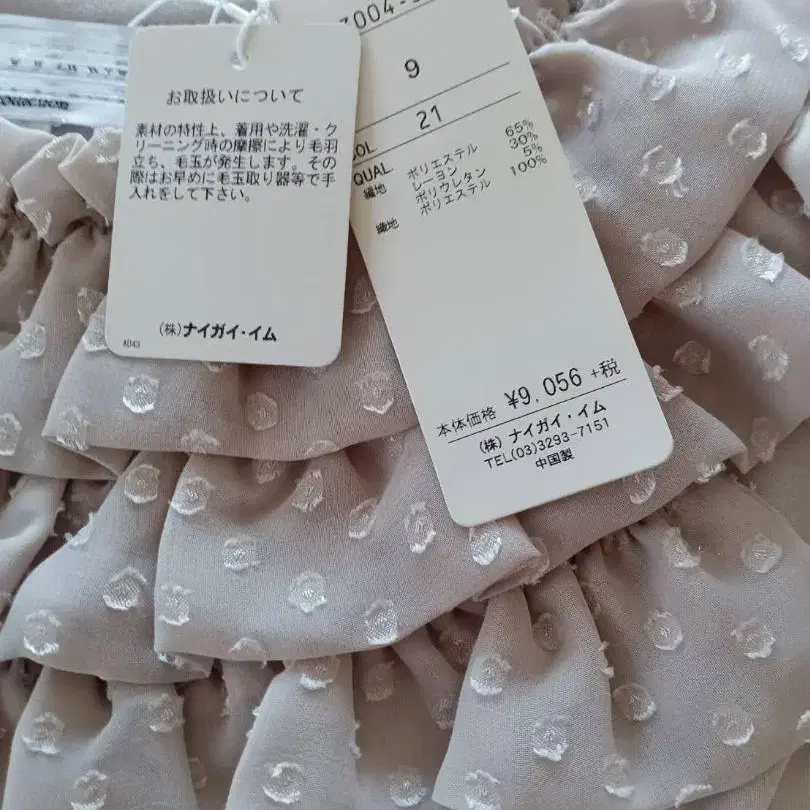 お取扱いについて
素材の特性上、着用や洗濯・ク
リーニング時の摩擦により毛羽
立ち、毛玉が発生します。その
際はお早めに毛玉取り器等で手
入れをして下さい。
(株)ナイガイ・イム
A043
9
21
QUAL
ポリエステル 65%
レーヨン 30%
ポリウレタン 5%
ポリエステル 100%
本体価格 ¥9.056 +税
(株) ナイガイ・イム
TEL(03)3293-7151
中国製